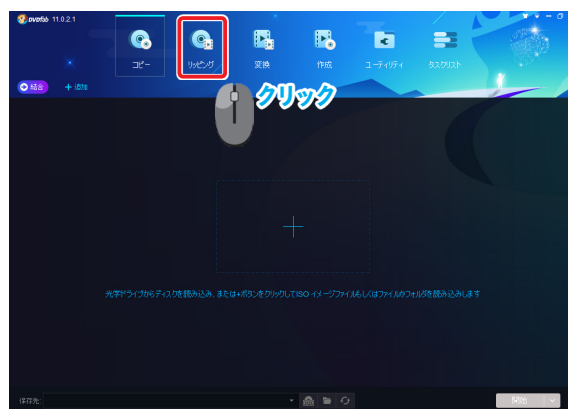 DVDFab 11.0.2.1
コピー
リッピング
変換
作成
ユーティリティ
タスクリスト
結合
+ 追加
クリック
光学ドライブからディスクを読み込み、または+ボタンをクリックしてISO イメージファイルもしくはファイルのフォルダを読み込みします
保存先:
開始